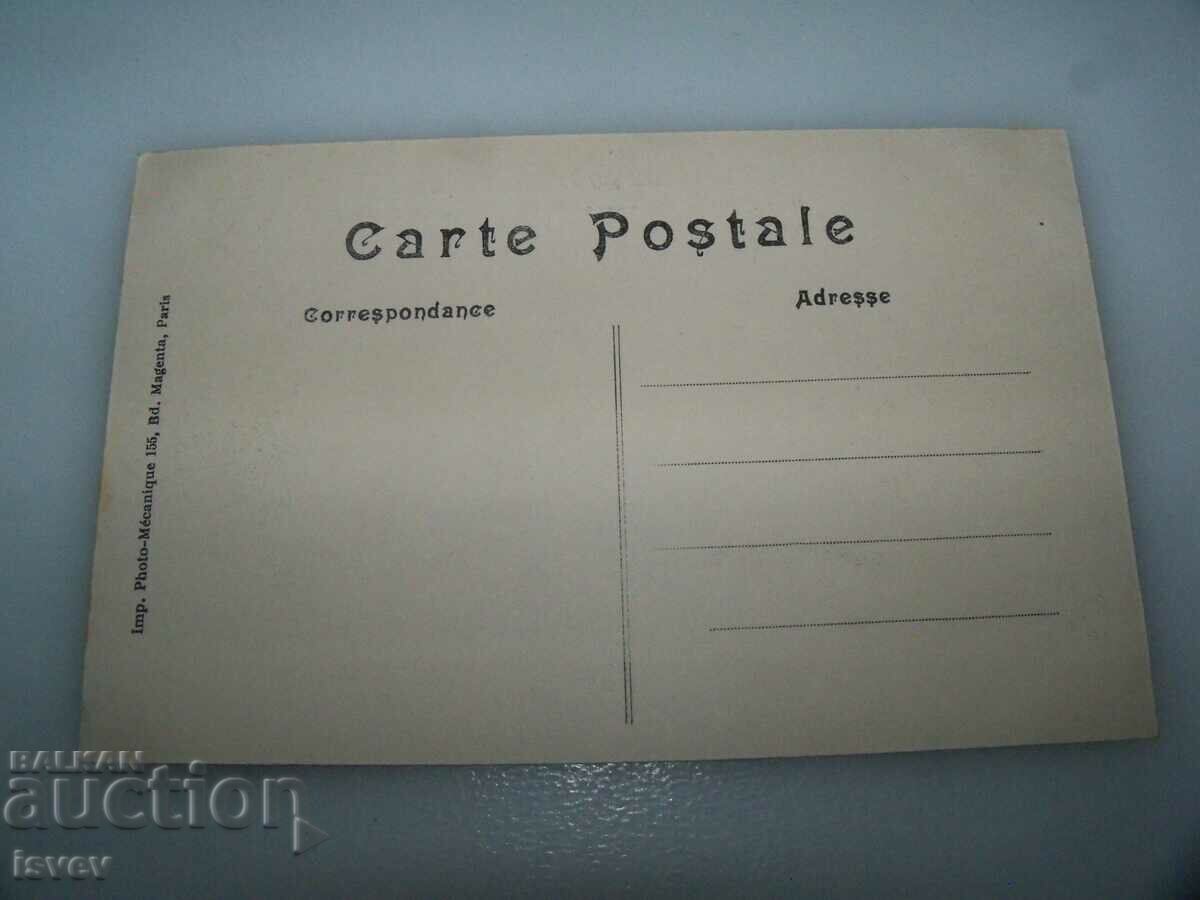 Carte Postale
Correspondance
Adresse
Imp. Photo-Mécanique 155, Bd. Magenta, Paris
BALKAN
auction
isvev